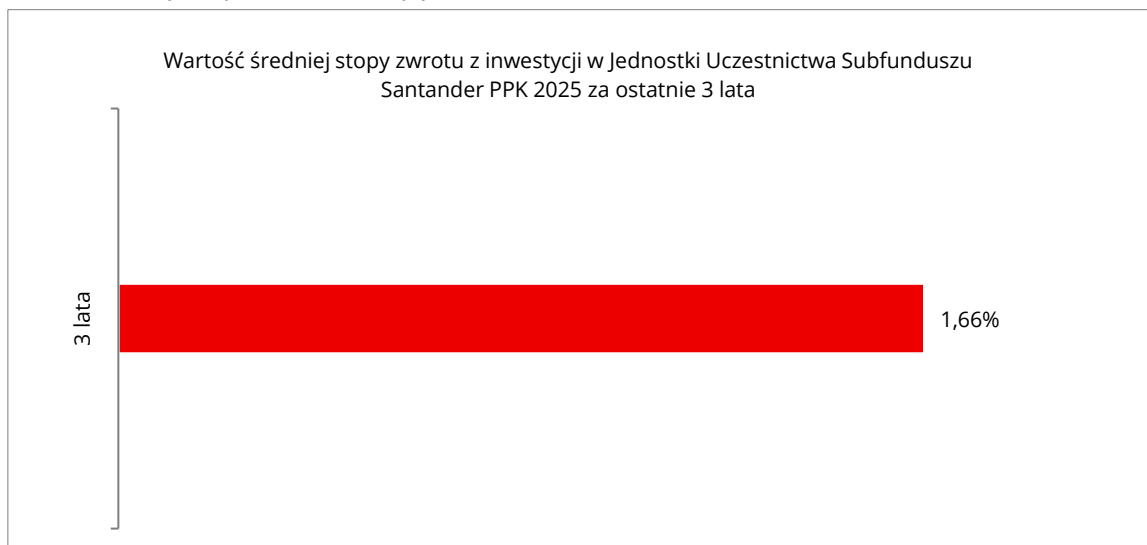 Wartość średniej stopy zwrotu z inwestycji w Jednostki Uczestnictwa Subfunduszu
Santander PPK 2025 za ostatnie 3 lata
3 lata
1,66%